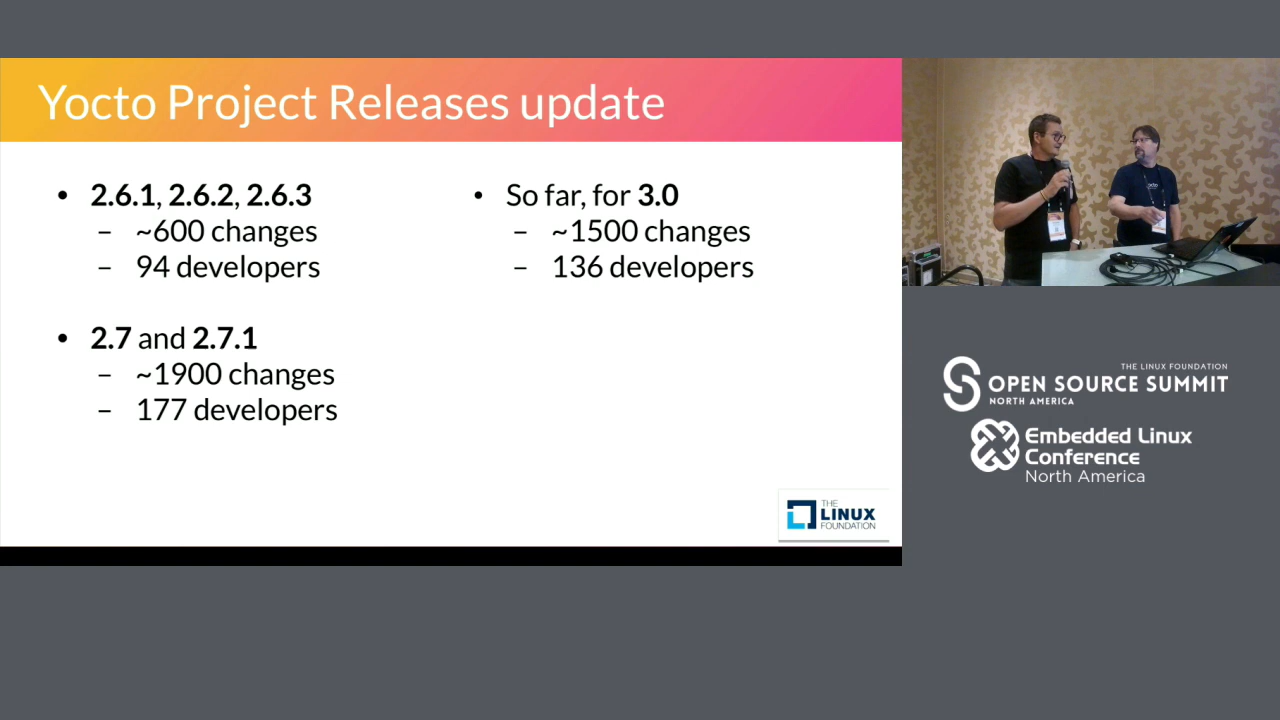 Yocto Project Releases update
• 2.6.1, 2.6.2, 2.6.3
– ~600 changes
– 94 developers
• 2.7 and 2.7.1
– ~1900 changes
– 177 developers
• So far, for 3.0
– ~1500 changes
– 136 developers
THE
LINUX
FOUNDATION
THE LINUX FOUNDATION
OPEN SOURCE SUMMIT
NORTH AMERICA
Embedded Linux
Conference
North America